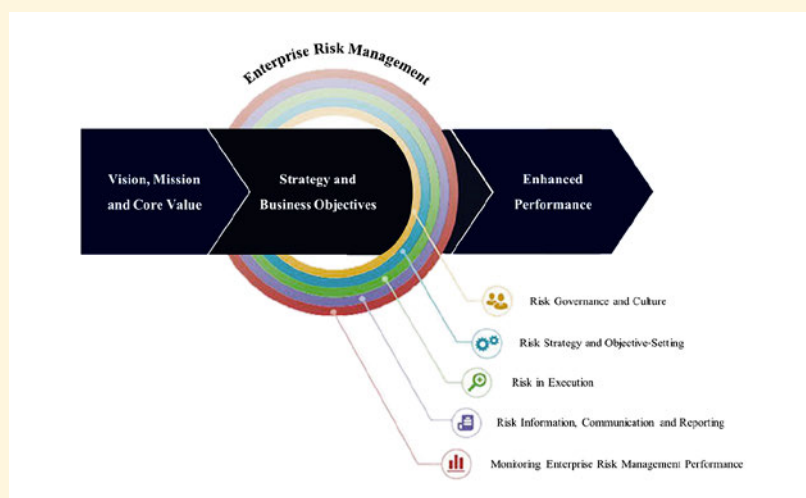 Enterprise Risk Management
Vision, Mission
and Core Value
Strategy and
Business Objectives
Enhanced
Performance
Risk Governance and Culture
Risk Strategy and Objective-Setting
Risk in Execution
Risk Information, Communication and Reporting
Monitoring Enterprise Risk Management Performance